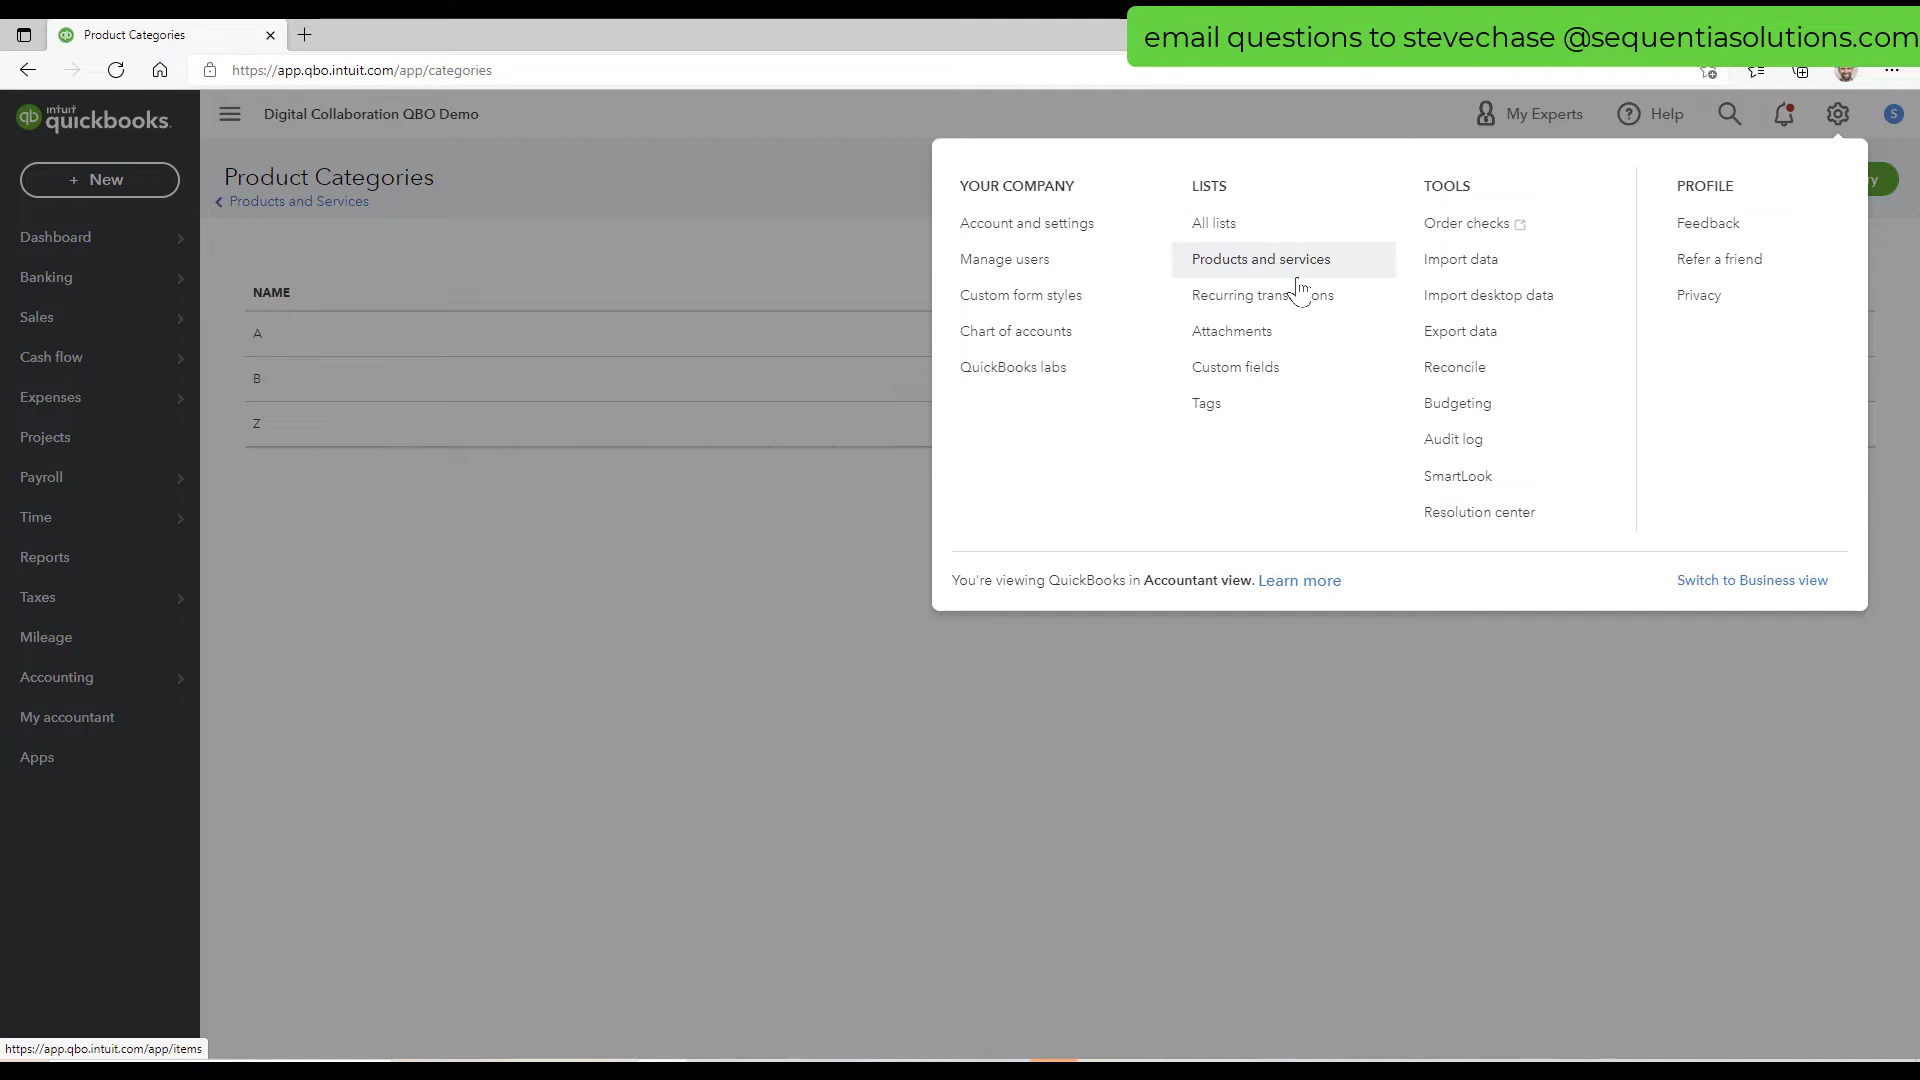 Product Categories
email questions to stevechase @sequentiasolutions.com
https://app.qbo.intuit.com/app/categories
intuit
quickbooks.
qb
Digital Collaboration QBO Demo
My Experts
Help
S
+ New
Product Categories
Products and Services
y
Dashboard
Banking
Sales
Cash flow
Expenses
Projects
Payroll
Time
Reports
Taxes
Mileage
Accounting
My accountant
Apps
NAME
A
B
Z
YOUR COMPANY
Account and settings
Manage users
Custom form styles
Chart of accounts
QuickBooks labs
LISTS
All lists
Products and services
Recurring trans ons
Attachments
Custom fields
Tags
TOOLS
Order checks
Import data
Import desktop data
Export data
Reconcile
Budgeting
Audit log
SmartLook
Resolution center
PROFILE
Feedback
Refer a friend
Privacy
You're viewing QuickBooks in Accountant view. Learn more
Switch to Business view
https://app.qbo.intuit.com/app/items